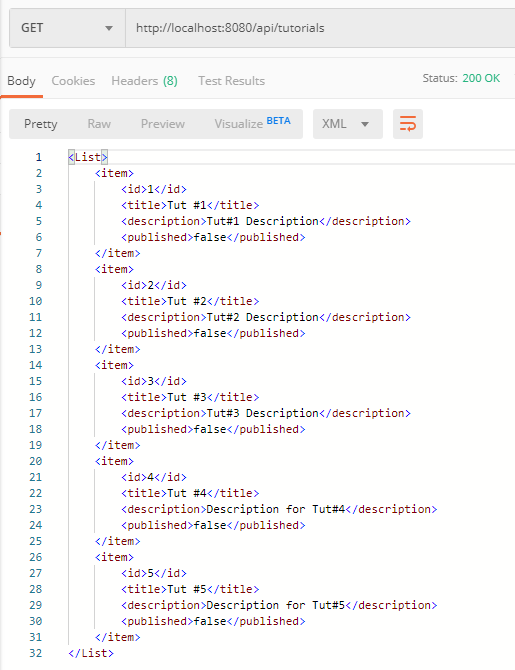 GET http://localhost:8080/api/tutorials
Body Cookies Headers (8) Test Results Status: 200 OK
Pretty Raw Preview Visualize BETA XML
1 <List>
2 <item>
3 <id>1</id>
4 <title>Tut #1</title>
5 <description>Tut#1 Description</description>
6 <published>false</published>
7 </item>
8 <item>
9 <id>2</id>
10 <title>Tut #2</title>
11 <description>Tut#2 Description</description>
12 <published>false</published>
13 </item>
14 <item>
15 <id>3</id>
16 <title>Tut #3</title>
17 <description>Tut#3 Description</description>
18 <published>false</published>
19 </item>
20 <item>
21 <id>4</id>
22 <title>Tut #4</title>
23 <description>Description for Tut#4</description>
24 <published>false</published>
25 </item>
26 <item>
27 <id>5</id>
28 <title>Tut #5</title>
29 <description>Description for Tut#5</description>
30 <published>false</published>
31 </item>
32 </List>